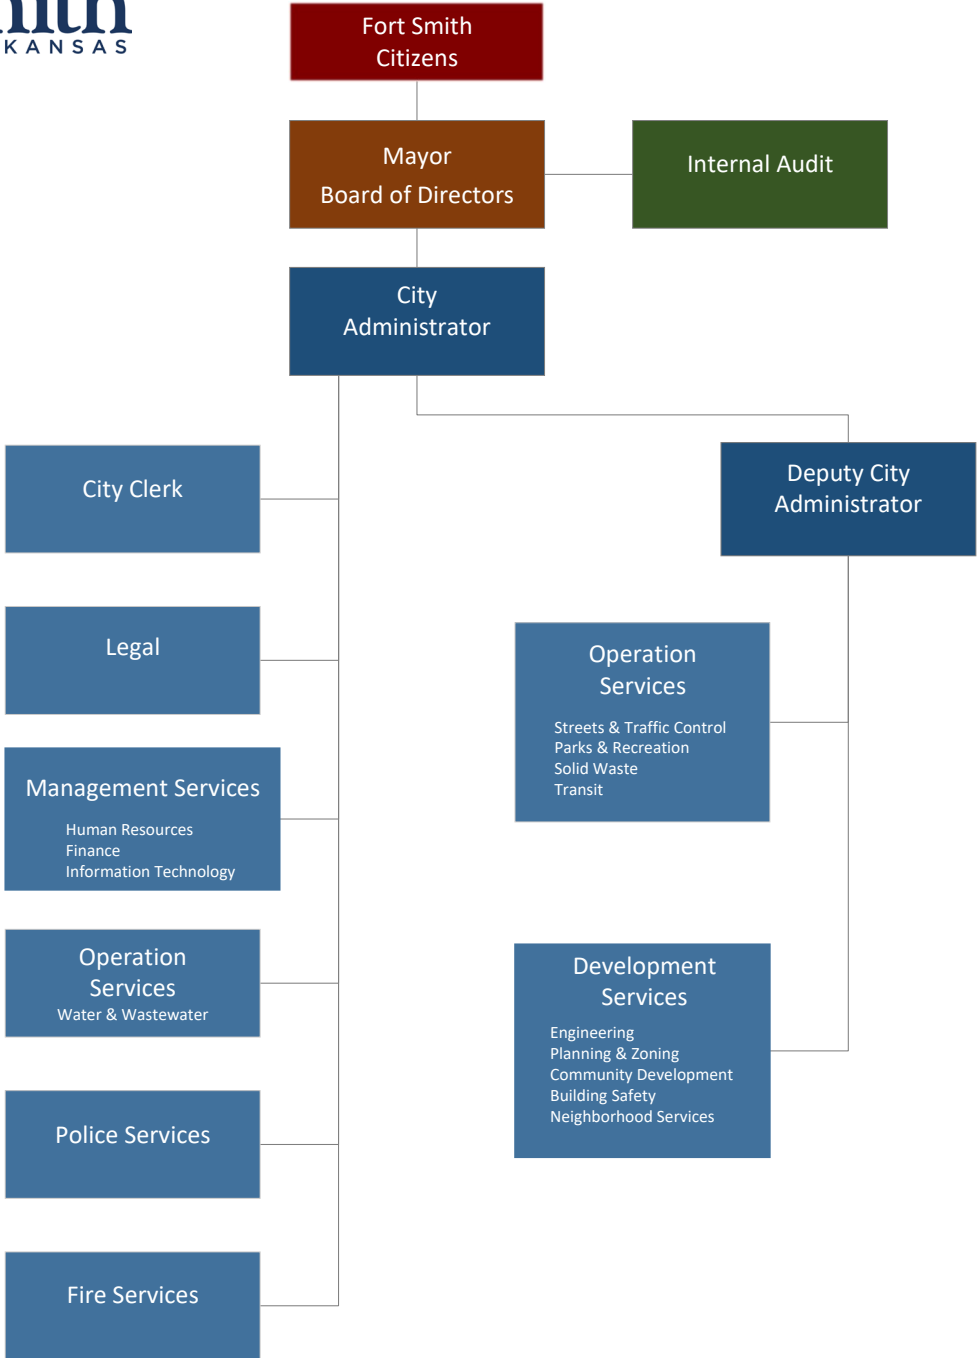 KANSAS
Fort Smith
Citizens
Mayor
Board of Directors
Internal Audit
City
Administrator
City Clerk
Deputy City
Administrator
Legal
Operation
Services
Streets & Traffic Control
Parks & Recreation
Solid Waste
Transit
Management Services
Human Resources
Finance
Information Technology
Operation
Services
Water & Wastewater
Development
Services
Engineering
Planning & Zoning
Community Development
Building Safety
Neighborhood Services
Police Services
Fire Services